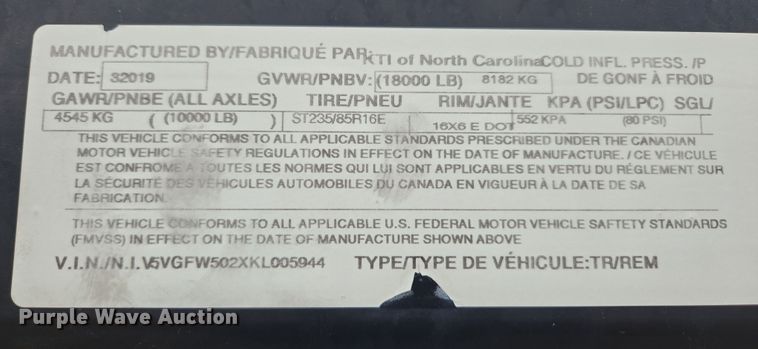 MANUFACTURED BY/FABRIQUÉ PAR: KTI of North Carolina COLD INFL. PRESS. /P
DATE: 32019 GVWR/PNBV: (18000 LB) 8182 KG DE GONF À FROID
GAWR/PNBE (ALL AXLES) TIRE/PNEU RIM/JANTE KPA (PSI/LPC) SGL/
4545 KG ( (10000 LB) ) ST235/85R16E 16X6 E DOT 552 KPA (80 PSI)
THIS VEHICLE CONFORMS TO ALL APPLICABLE STANDARDS PRESCRIBED UNDER THE CANADIAN
MOTOR VEHICLE SAFETY REGULATIONS IN EFFECT ON THE DATE OF MANUFACTURE. / CE VÉHICULE
EST CONFROME À TOUTES LES NORMES QUI LUI SONT APPLICABLES EN VERTU DU RÉGLEMENT SUR
LA SÉCURITÉ DES VÉHICULES AUTOMOBILES DU CANADA EN VIGUEUR À LA DATE DE SA
FABRICATION.
THIS VEHICLE CONFORMS TO ALL APPLICABLE U.S. FEDERAL MOTOR VEHICLE SAFTETY STANDARDS
(FMVSS) IN EFFECT ON THE DATE OF MANUFACTURE SHOWN ABOVE
V.I.N./N.I.V 5VGFW502XKL005944 TYPE/TYPE DE VÉHICULE:TR/REM
Purple Wave Auction